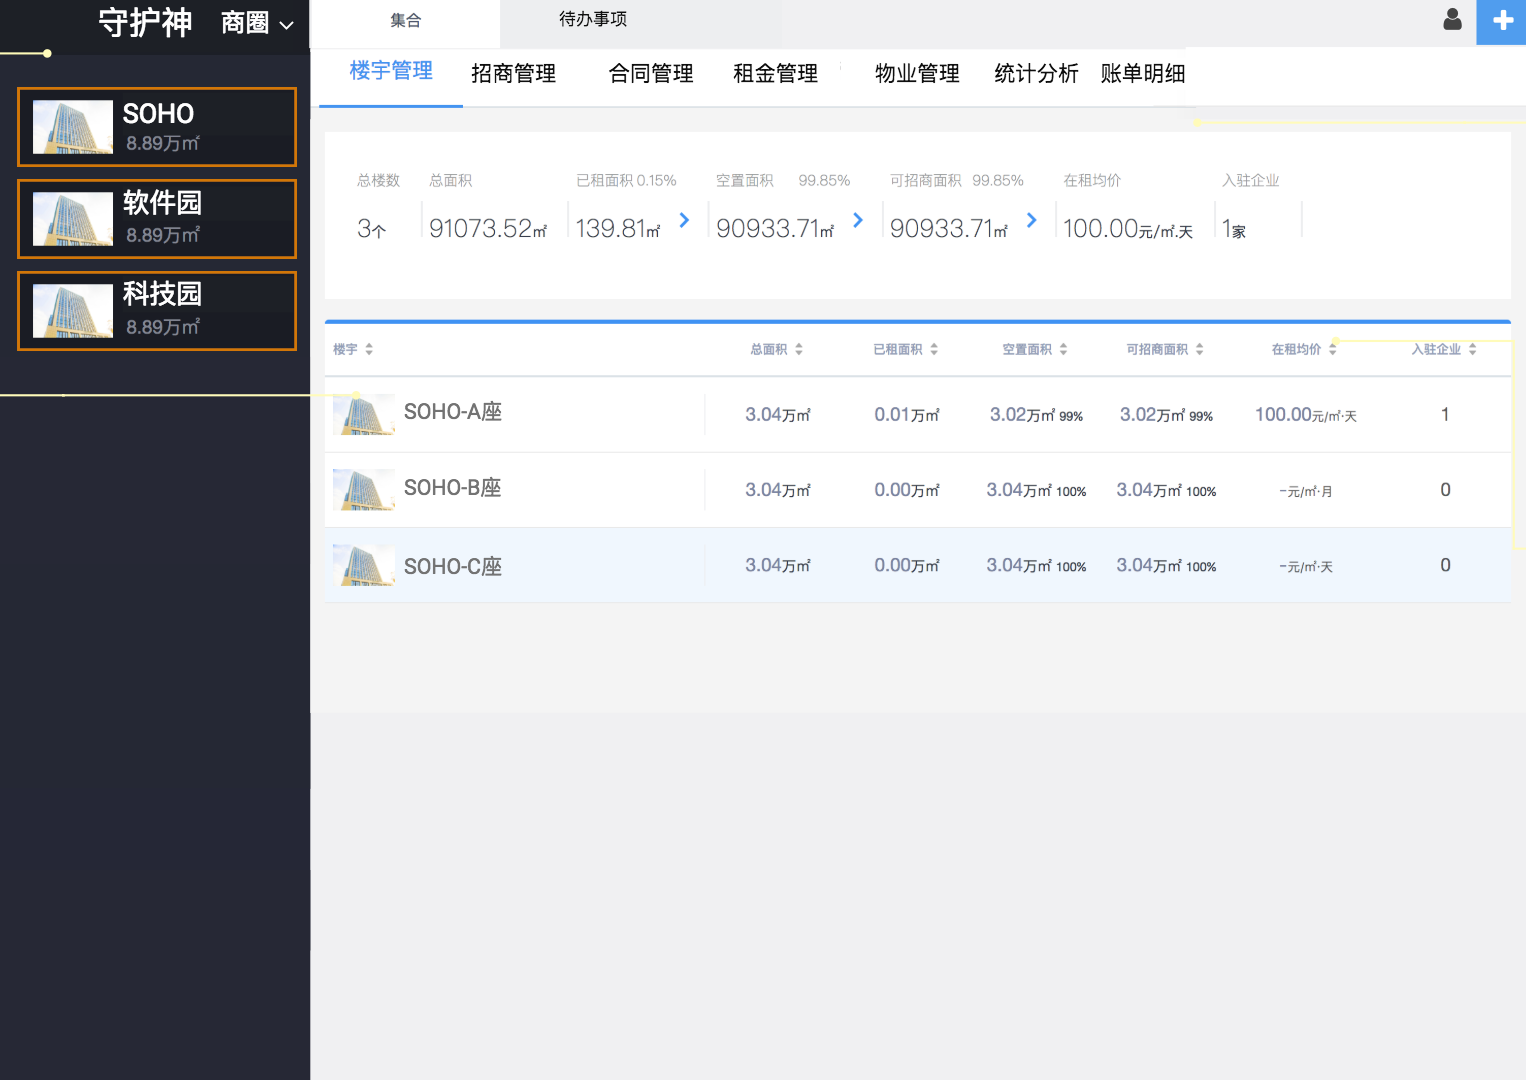 守护神 商圈
集合 待办事项
楼宇管理 招商管理 合同管理 租金管理 物业管理 统计分析 账单明细
SOHO
8.89万㎡
软件园
8.89万㎡
科技园
8.89万㎡
总楼数 总面积 已租面积 0.15% 空置面积 99.85% 可招商面积 99.85% 在租均价 入驻企业
3个 91073.52㎡ 139.81㎡ 90933.71㎡ 90933.71㎡ 100.00元/㎡.天 1家
楼宇 总面积 已租面积 空置面积 可招商面积 在租均价 入驻企业
SOHO-A座 3.04万㎡ 0.01万㎡ 3.02万㎡ 99% 3.02万㎡ 99% 100.00元/㎡·天 1
SOHO-B座 3.04万㎡ 0.00万㎡ 3.04万㎡ 100% 3.04万㎡ 100% -元/㎡·月 0
SOHO-C座 3.04万㎡ 0.00万㎡ 3.04万㎡ 100% 3.04万㎡ 100% -元/㎡·天 0